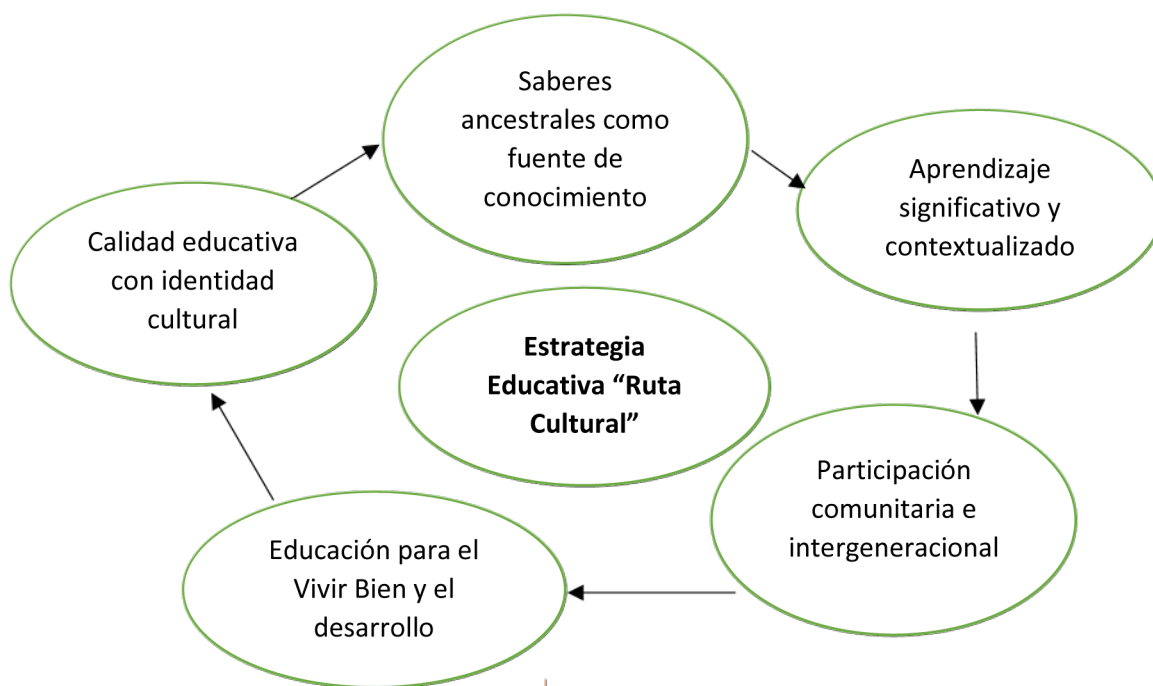 Saberes
ancestrales como
fuente de
conocimiento
Aprendizaje
significativo y
contextualizado
Participación
comunitaria e
intergeneracional
Educación para el
Vivir Bien y el
desarrollo
Calidad educativa
con identidad
cultural
Estrategia
Educativa “Ruta
Cultural”